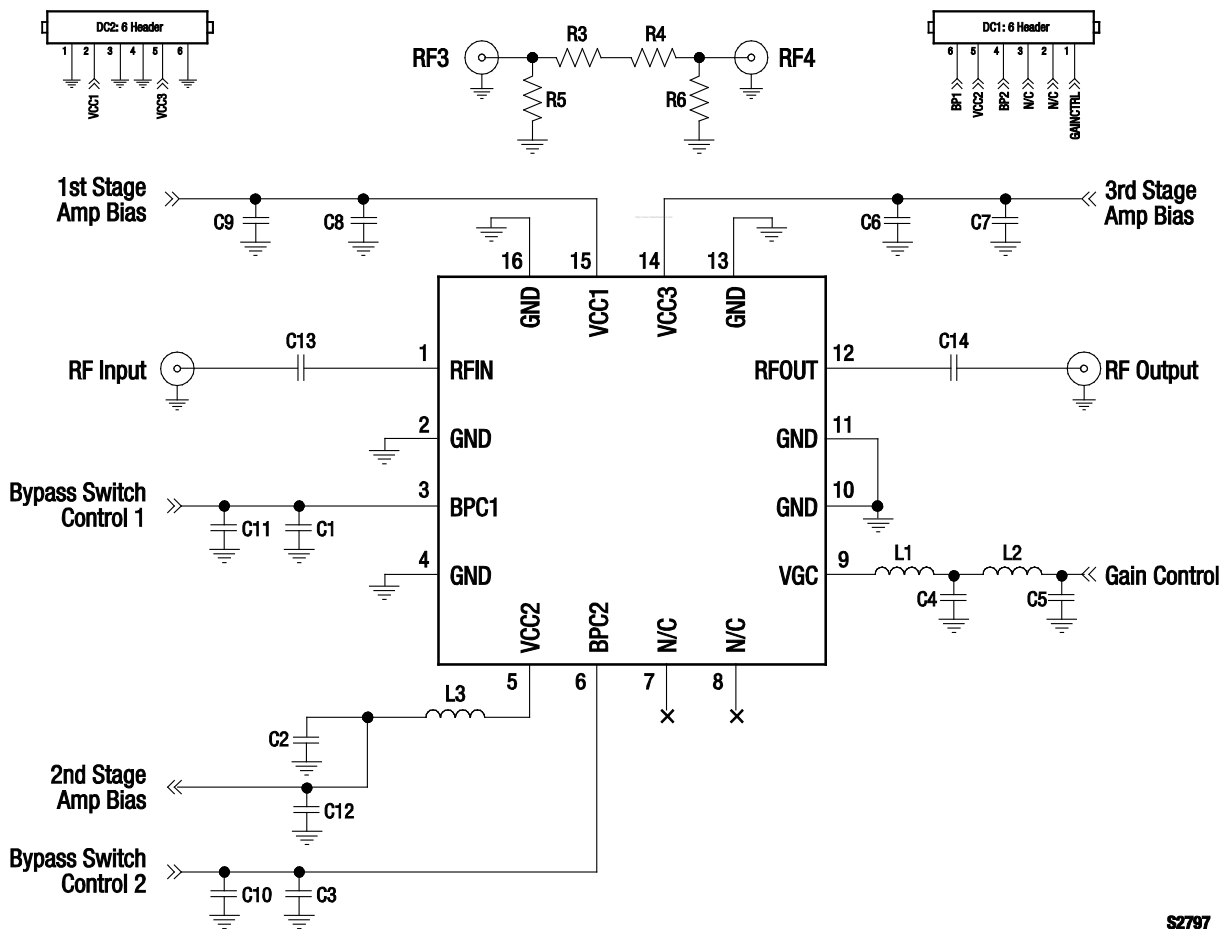 DC2: 6 Header
1 2 3 4 5 6
VCC1
VCC3
RF3
R3
R4
RF4
R5
R6
DC1: 6 Header
6 5 4 3 2 1
BP1
VCC2
BP2
N/C
N/C
GAINCTRL
1st Stage
Amp Bias
C9
C8
C6
C7
3rd Stage
Amp Bias
16 15 14 13
GND
VCC1
VCC3
GND
RF Input
C13
1
RFIN
RFOUT
12
C14
RF Output
2
GND
GND
11
Bypass Switch
Control 1
C11
C1
3
BPC1
GND
10
4
GND
VGC
9
L1
L2
C4
C5
Gain Control
VCC2
BPC2
N/C
N/C
5 6 7 8
L3
C2
2nd Stage
Amp Bias
C12
Bypass Switch
Control 2
C10
C3
S2797